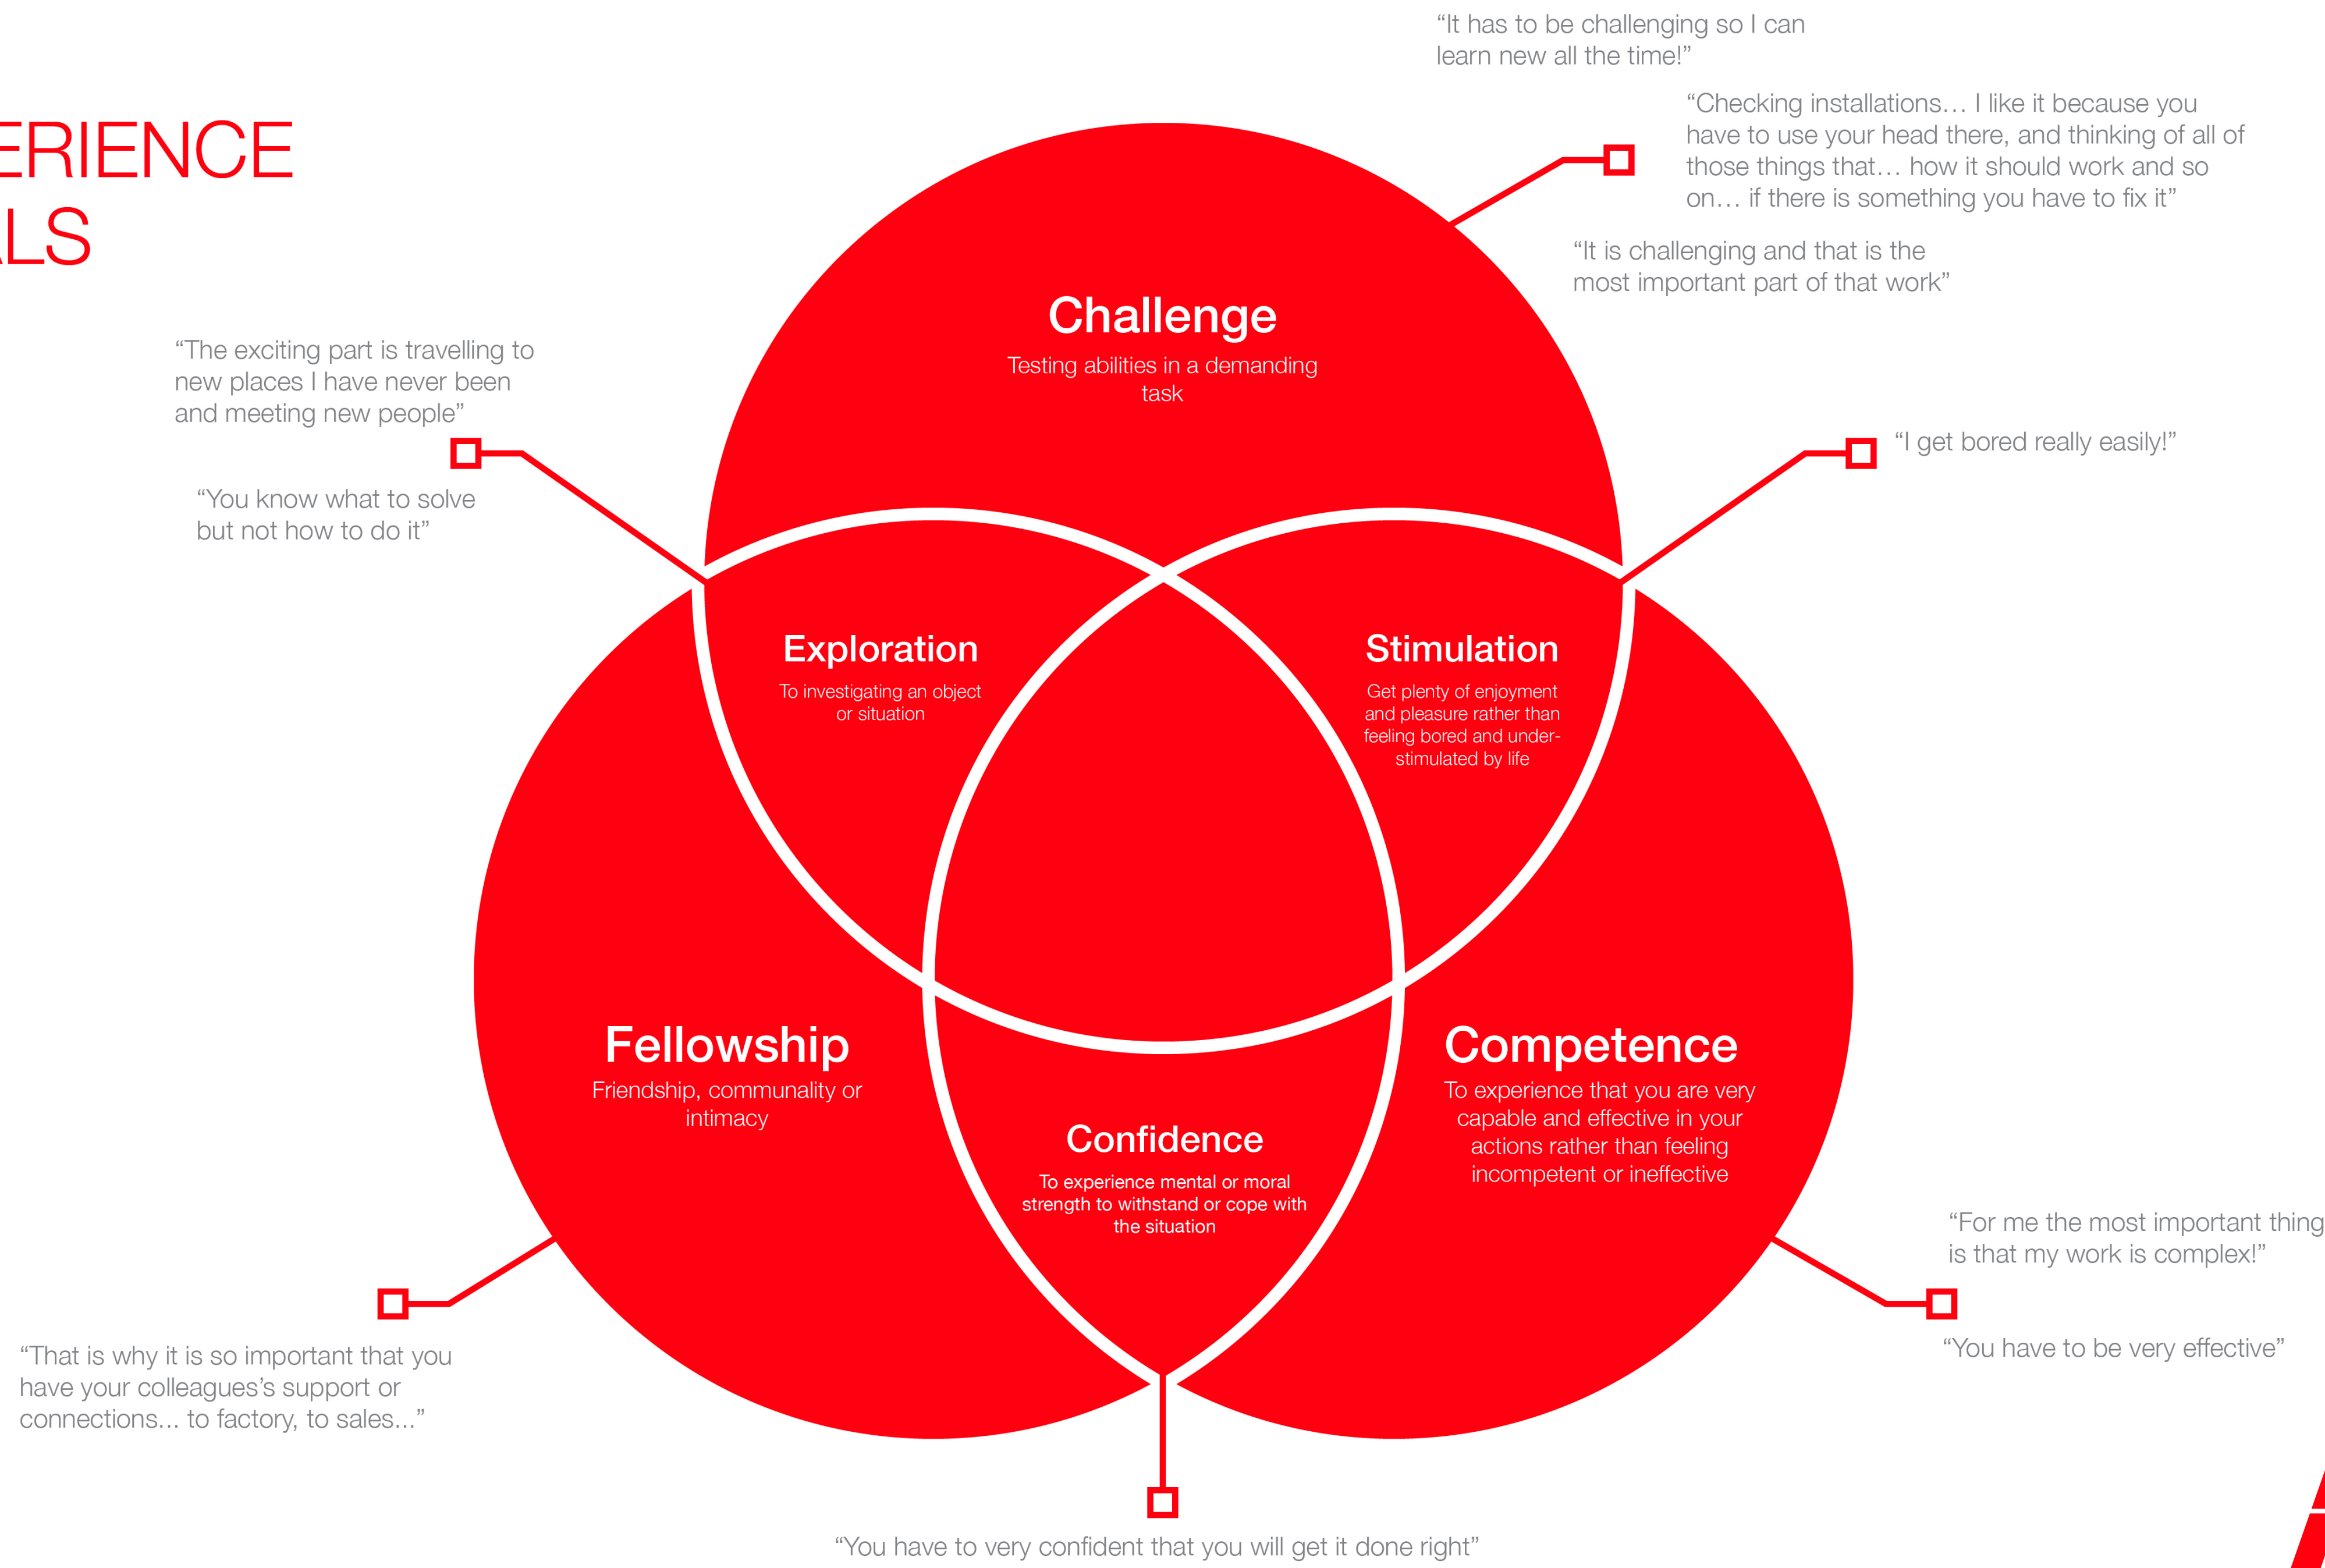 ERIENCE
LS
“It has to be challenging so I can
learn new all the time!”
“Checking installations… I like it because you
have to use your head there, and thinking of all of
those things that… how it should work and so
on… if there is something you have to fix it”
“It is challenging and that is the
most important part of that work”
“The exciting part is travelling to
new places I have never been
and meeting new people”
“You know what to solve
but not how to do it”
“I get bored really easily!”
Challenge
Testing abilities in a demanding
task
Exploration
To investigating an object
or situation
Stimulation
Get plenty of enjoyment
and pleasure rather than
feeling bored and under-
stimulated by life
Fellowship
Friendship, communality or
intimacy
Competence
To experience that you are very
capable and effective in your
actions rather than feeling
incompetent or ineffective
Confidence
To experience mental or moral
strength to withstand or cope with
the situation
“For me the most important thing
is that my work is complex!”
“You have to be very effective”
“That is why it is so important that you
have your colleagues’s support or
connections... to factory, to sales...”
“You have to very confident that you will get it done right”